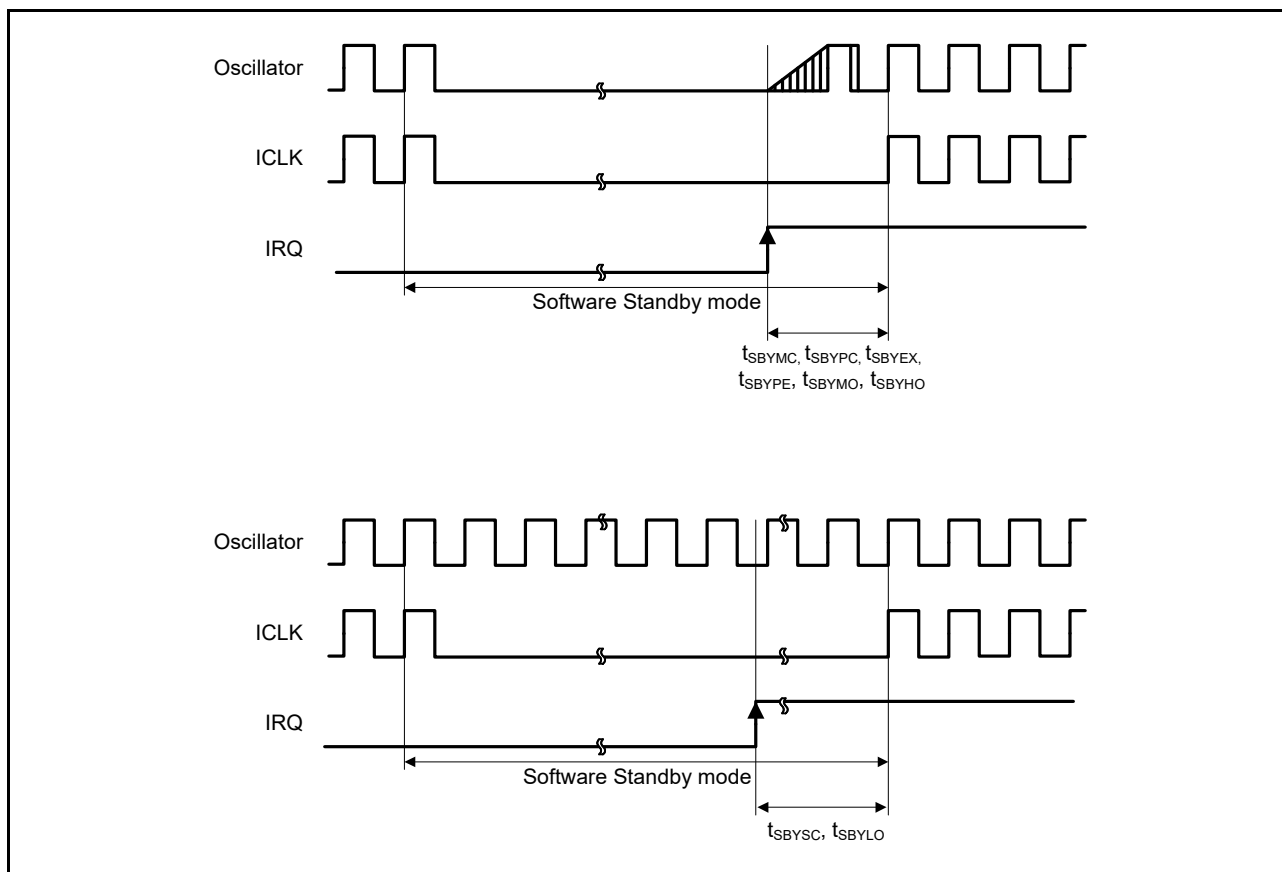 Oscillator
ICLK
IRQ
Software Standby mode
tSBYMC, tSBYPC, tSBYEX,
tSBYPE, tSBYMO, tSBYHO
Oscillator
ICLK
IRQ
Software Standby mode
tSBYSC, tSBYLO